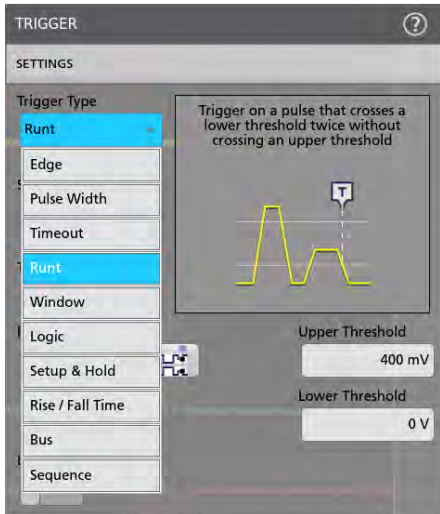 TRIGGER
?
SETTINGS
Trigger Type
Runt
Edge
Pulse Width
Timeout
Runt
Window
Logic
Setup & Hold
Rise / Fall Time
Bus
Sequence
Trigger on a pulse that crosses a
lower threshold twice without
crossing an upper threshold
T
Upper Threshold
400 mV
Lower Threshold
0 V